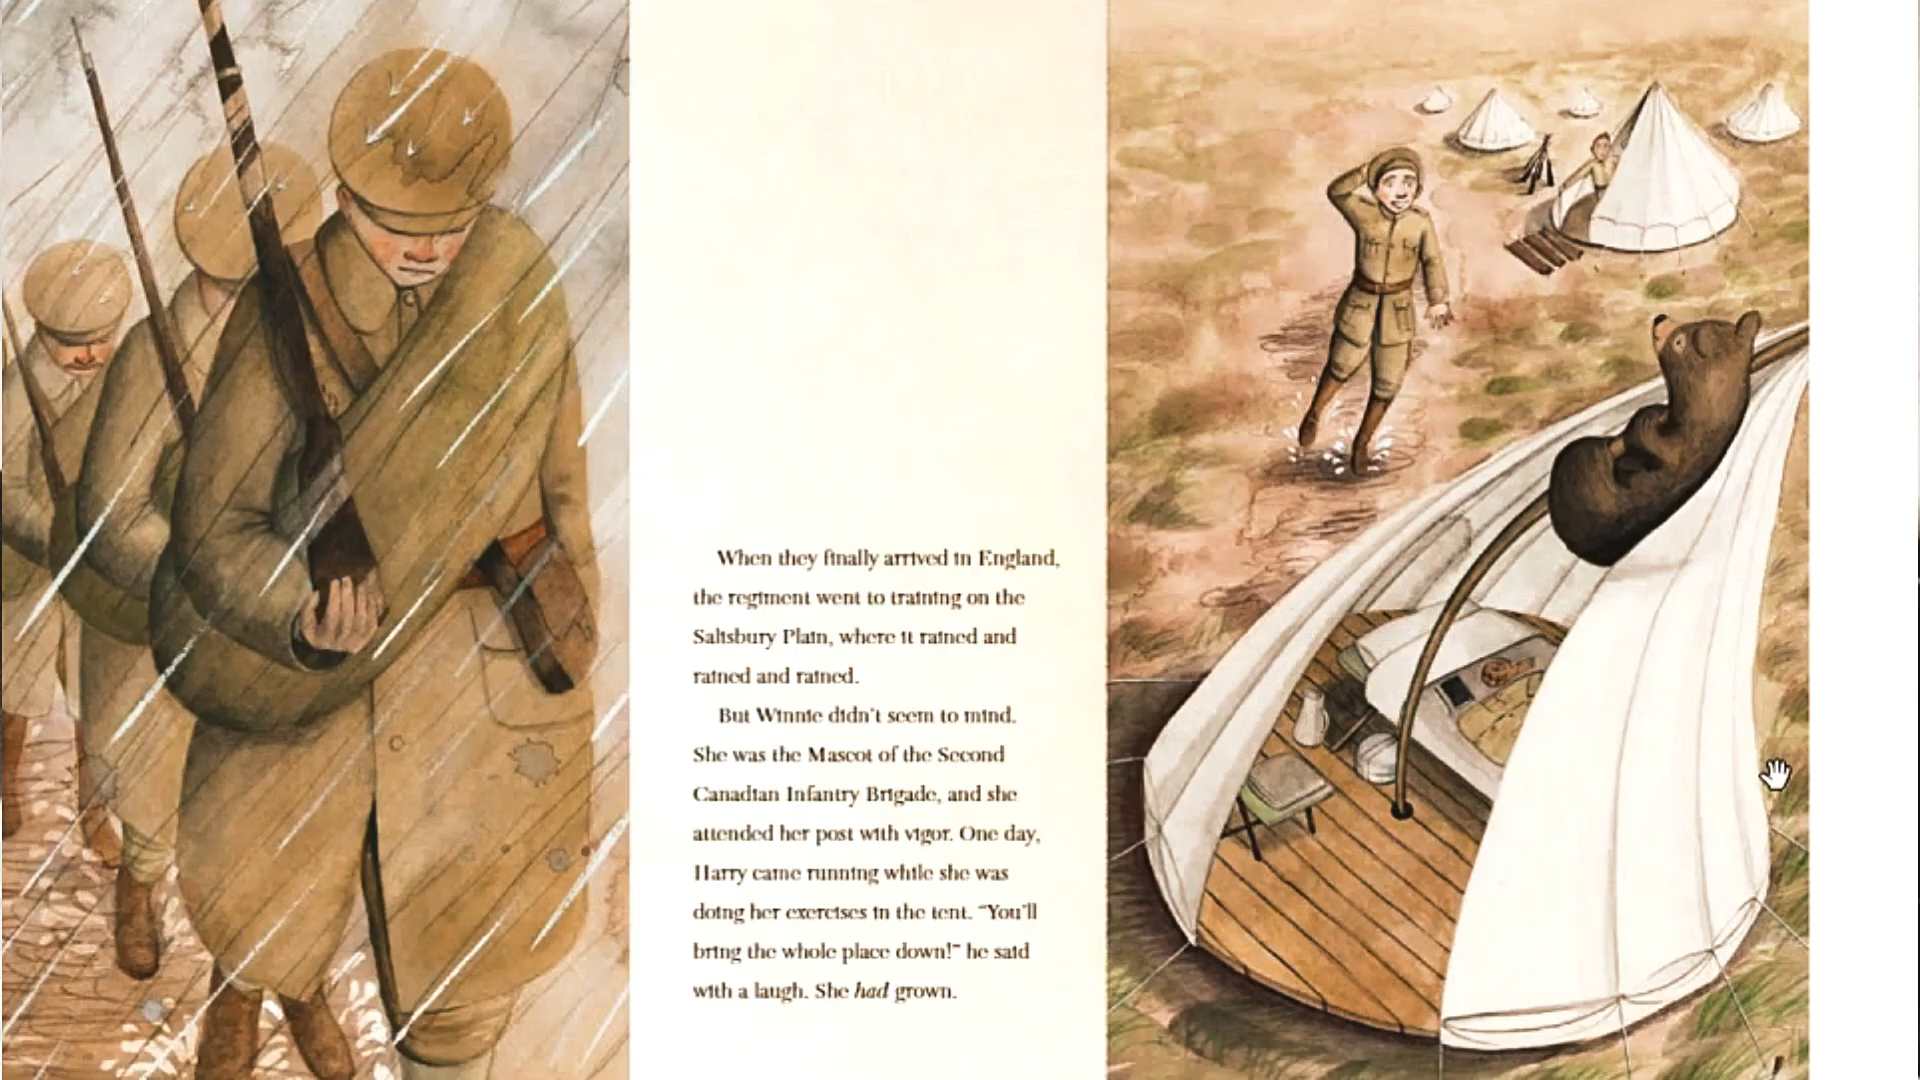 When they finally arrived in England,
the regiment went to training on the
Salisbury Plain, where it rained and
rained and rained.
But Winnie didn't seem to mind.
She was the Mascot of the Second
Canadian Infantry Brigade, and she
attended her post with vigor. One day,
Harry came running while she was
doing her exercises in the tent. "You'll
bring the whole place down!" he said
with a laugh. She had grown.